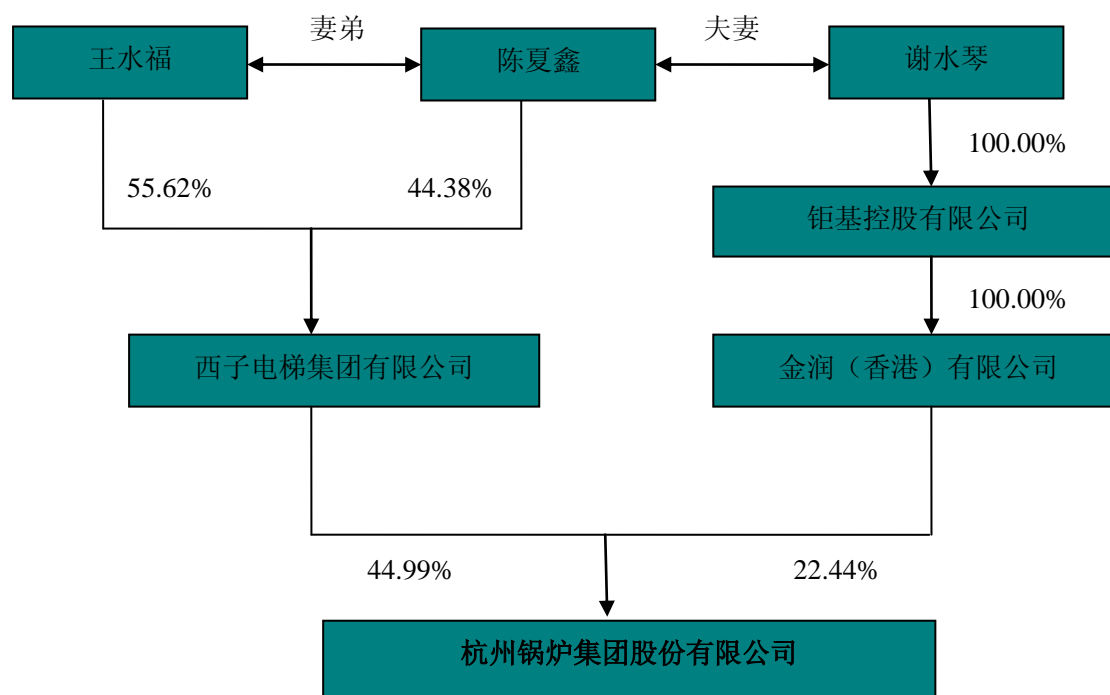 妻弟
夫妻
王水福
陈夏鑫
谢水琴
100.00%
55.62%
44.38%
钜基控股有限公司
100.00%
西子电梯集团有限公司
金润（香港）有限公司
44.99%
22.44%
杭州锅炉集团股份有限公司